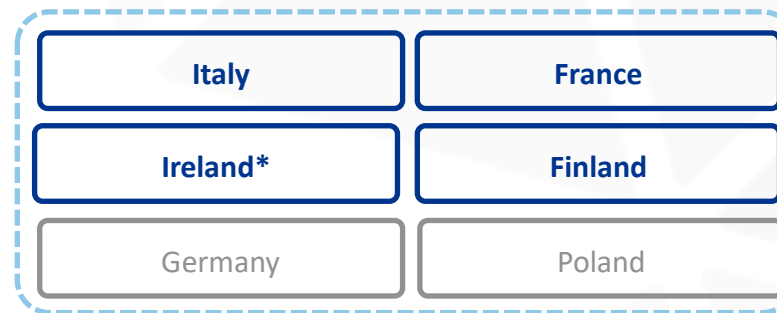 Italy
France
Ireland*
Finland
Germany
Poland